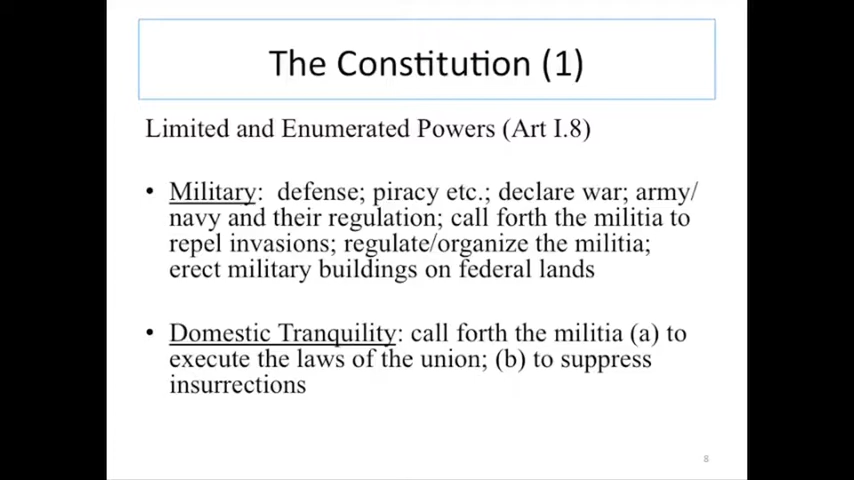 The Constitution (1)
Limited and Enumerated Powers (Art I.8)
• Military:  defense; piracy etc.; declare war; army/
navy and their regulation; call forth the militia to
repel invasions; regulate/organize the militia;
erect military buildings on federal lands
• Domestic Tranquility: call forth the militia (a) to
execute the laws of the union; (b) to suppress
insurrections
8